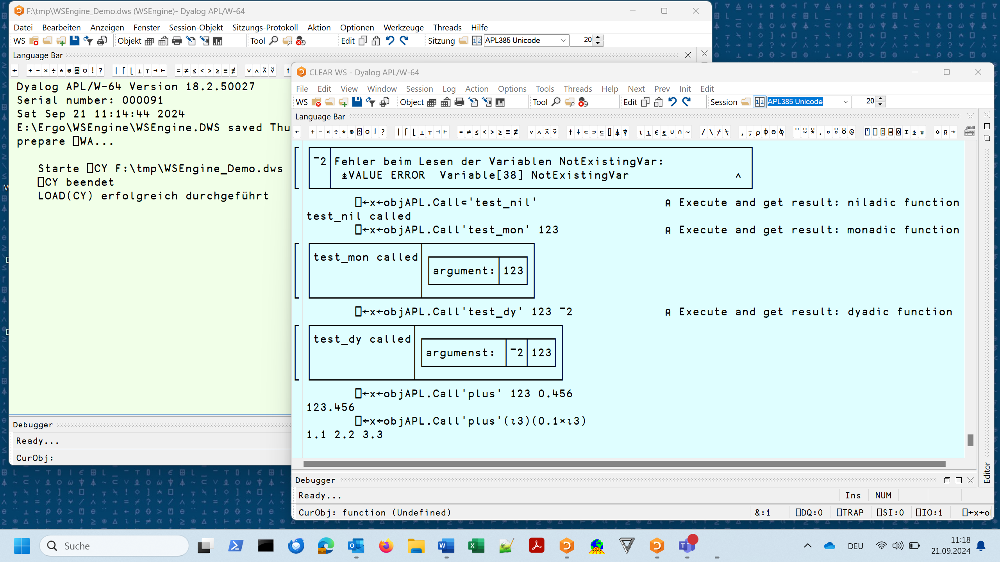 F:\tmp\WSEngine_Demo.dws (WSEngine)- Dyalog APL/W-64
Datei Bearbeiten Anzeigen Fenster Session-Objekt Sitzungs-Protokoll Aktion Optionen Werkzeuge Threads Hilfe
WS Objekt Tool Edit Sitzung APL385 Unicode 20
Language Bar
← + - × ÷ * ⍟ ⌹ ○ ! ? | ⌈ ⌊ ⊥ ⊤ ⊣ ⊢ = ≠ ≤ < > ≥ ≡ ≢ ∨ ∧ ⍲ ⍱ ↑
Dyalog APL/W-64 Version 18.2.50027
Serial number: 000091
Sat Sep 21 11:14:44 2024
E:\Ergo\WSEngine\WSEngine.DWS saved Thu
prepare ⎕WA...
Starte ⎕CY F:\tmp\WSEngine_Demo.dws
⎕CY beendet
LOAD(CY) erfolgreich durchgeführt
Debugger
Ready...
CurObj:
CLEAR WS - Dyalog APL/W-64
File Edit View Window Session Log Action Options Tools Threads Help Next Prev Init Edit
WS Object Tool Edit Session APL385 Unicode 20
Language Bar
← + - × ÷ * ⍟ ⌹ ○ ! ? | ⌈ ⌊ ⊥ ⊤ ⊣ ⊢ = ≠ ≤ < > ≥ ≡ ≢ ∨ ∧ ⍲ ⍱ ↑ ↓ ⊂ ⊃ ⊆ ⌷ ⍋ ⍒ ⍳ ⍸ ∊ ⍷ ∪ ∩ ~ / \ ⌿ ⍀ , ⍪ ⍴ ⌽ ⊖ ⍉ ¨ ⍨ ⍣ . ∘ ⍤ ⍥ @ ⍞ ⎕ ⍠ ⌸ ⌺ ⌶ ⍎ ⍕ ⋄ ⍝ →
¯2 Fehler beim Lesen der Variablen NotExistingVar:
⍎VALUE ERROR Variable[38] NotExistingVar ∧
⎕←x←objAPL.Call⊂'test_nil' ⍝ Execute and get result: niladic function
test_nil called
⎕←x←objAPL.Call'test_mon' 123 ⍝ Execute and get result: monadic function
test_mon called
argument: 123
⎕←x←objAPL.Call'test_dy' 123 ¯2 ⍝ Execute and get result: dyadic function
test_dy called
argumenst: ¯2 123
⎕←x←objAPL.Call'plus' 123 0.456
123.456
⎕←x←objAPL.Call'plus'(⍳3)(0.1×⍳3)
1.1 2.2 3.3
Editor
Debugger
Ready... Ins NUM
CurObj: function (Undefined) &:1 ⎕DQ:0 ⎕TRAP ⎕SI:0 ⎕IO:1 ⎕←x←o
Suche
DEU
11:18
21.09.2024